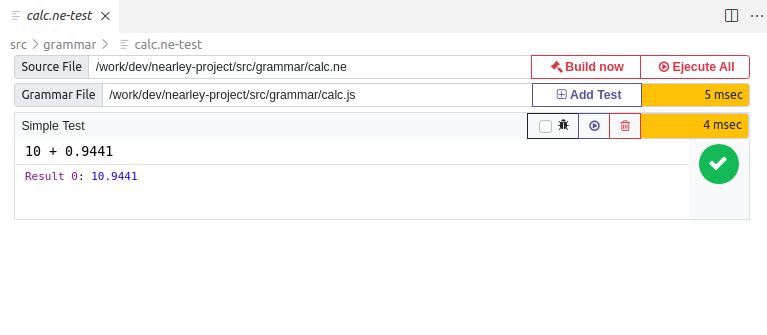 calc.ne-test
src > grammar > calc.ne-test
Source File /work/dev/nearley-project/src/grammar/calc.ne Build now Ejecute All
Grammar File /work/dev/nearley-project/src/grammar/calc.js Add Test 5 msec
Simple Test 4 msec
10 + 0.9441
Result 0: 10.9441